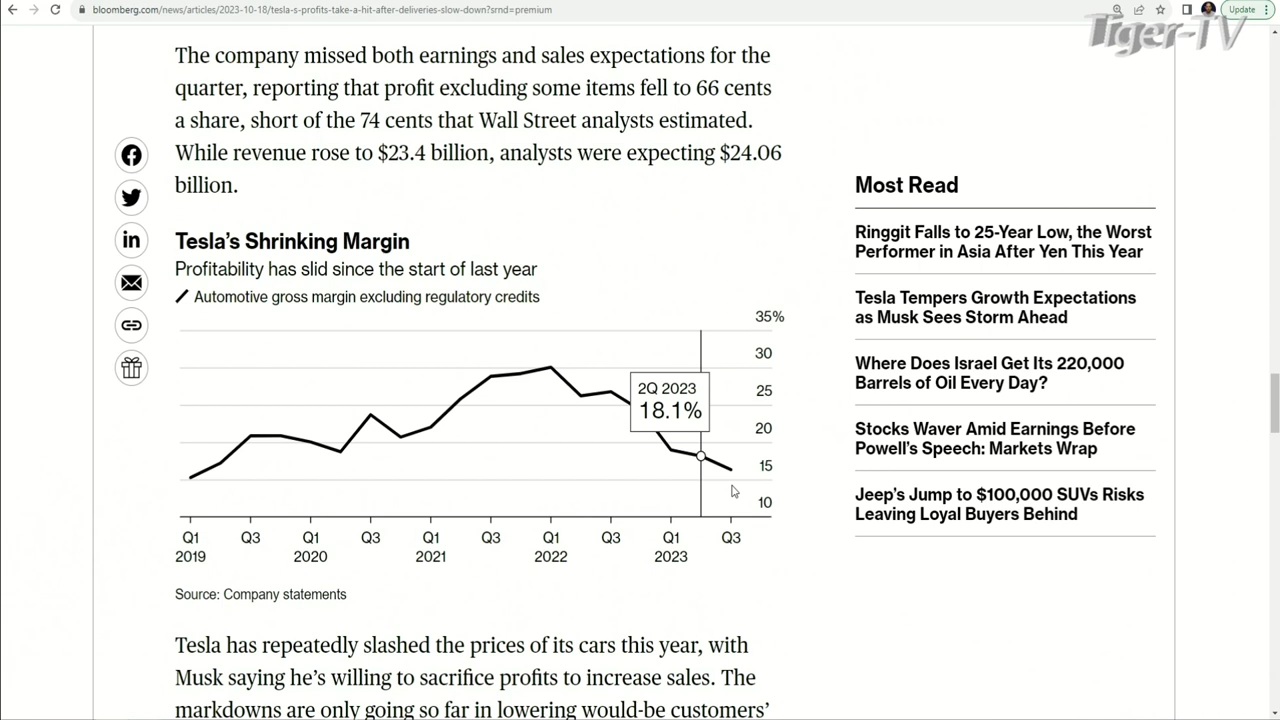 bloomberg.com/news/articles/2023-10-18/tesla-s-profits-take-a-hit-after-deliveries-slow-down?srnd=premium
Update
Tiger-TV
The company missed both earnings and sales expectations for the
quarter, reporting that profit excluding some items fell to 66 cents
a share, short of the 74 cents that Wall Street analysts estimated.
While revenue rose to $23.4 billion, analysts were expecting $24.06
billion.
Tesla's Shrinking Margin
Profitability has slid since the start of last year
Automotive gross margin excluding regulatory credits
35%
30
25
20
15
10
2Q 2023
18.1%
Q1 Q3 Q1 Q3 Q1 Q3 Q1 Q3 Q1 Q3
2019 2020 2021 2022 2023
Source: Company statements
Tesla has repeatedly slashed the prices of its cars this year, with
Musk saying he's willing to sacrifice profits to increase sales. The
markdowns are only going so far in lowering would-be customers'
Most Read
Ringgit Falls to 25-Year Low, the Worst
Performer in Asia After Yen This Year
Tesla Tempers Growth Expectations
as Musk Sees Storm Ahead
Where Does Israel Get Its 220,000
Barrels of Oil Every Day?
Stocks Waver Amid Earnings Before
Powell's Speech: Markets Wrap
Jeep's Jump to $100,000 SUVs Risks
Leaving Loyal Buyers Behind